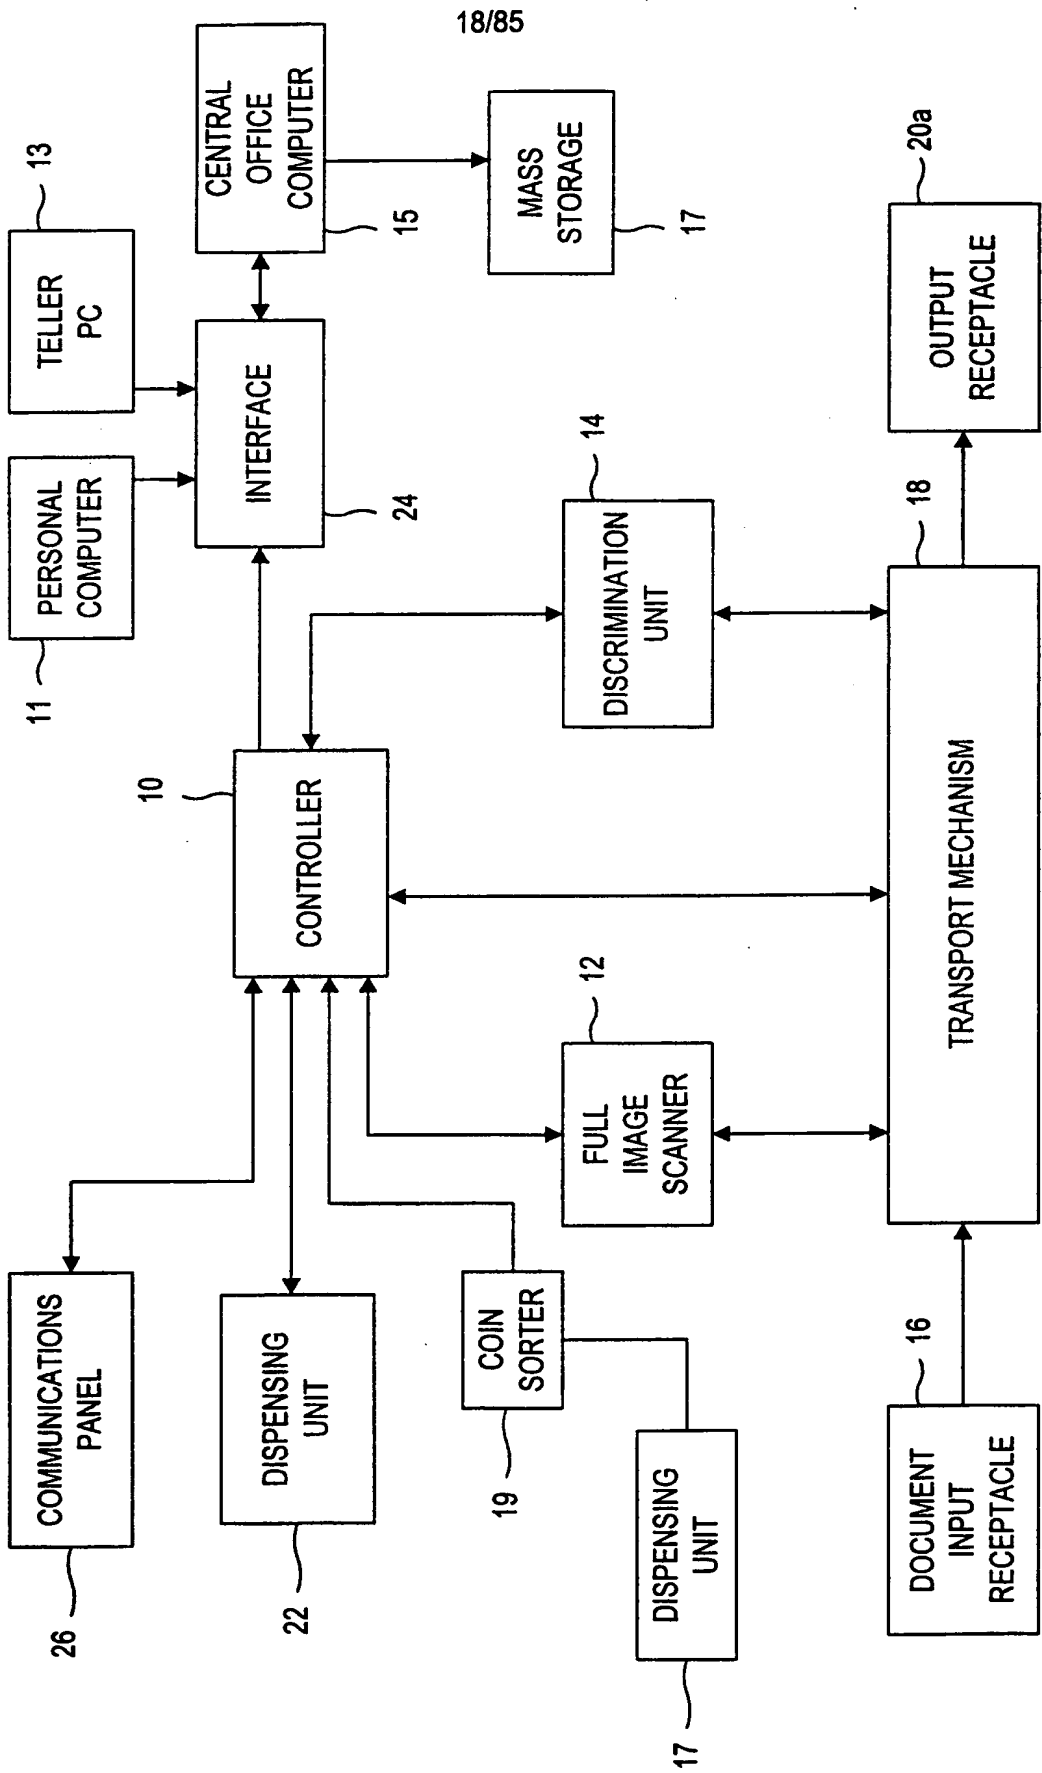 18/85
COMMUNICATIONS
PANEL
26
DISPENSING
UNIT
22
COIN
SORTER
19
DISPENSING
UNIT
17
DOCUMENT
INPUT
RECEPTACLE
16
CONTROLLER
10
FULL
IMAGE
SCANNER
12
TRANSPORT MECHANISM
18
PERSONAL
COMPUTER
11
TELLER
PC
13
INTERFACE
24
CENTRAL
OFFICE
COMPUTER
15
MASS
STORAGE
17
DISCRIMINATION
UNIT
14
OUTPUT
RECEPTACLE
20a